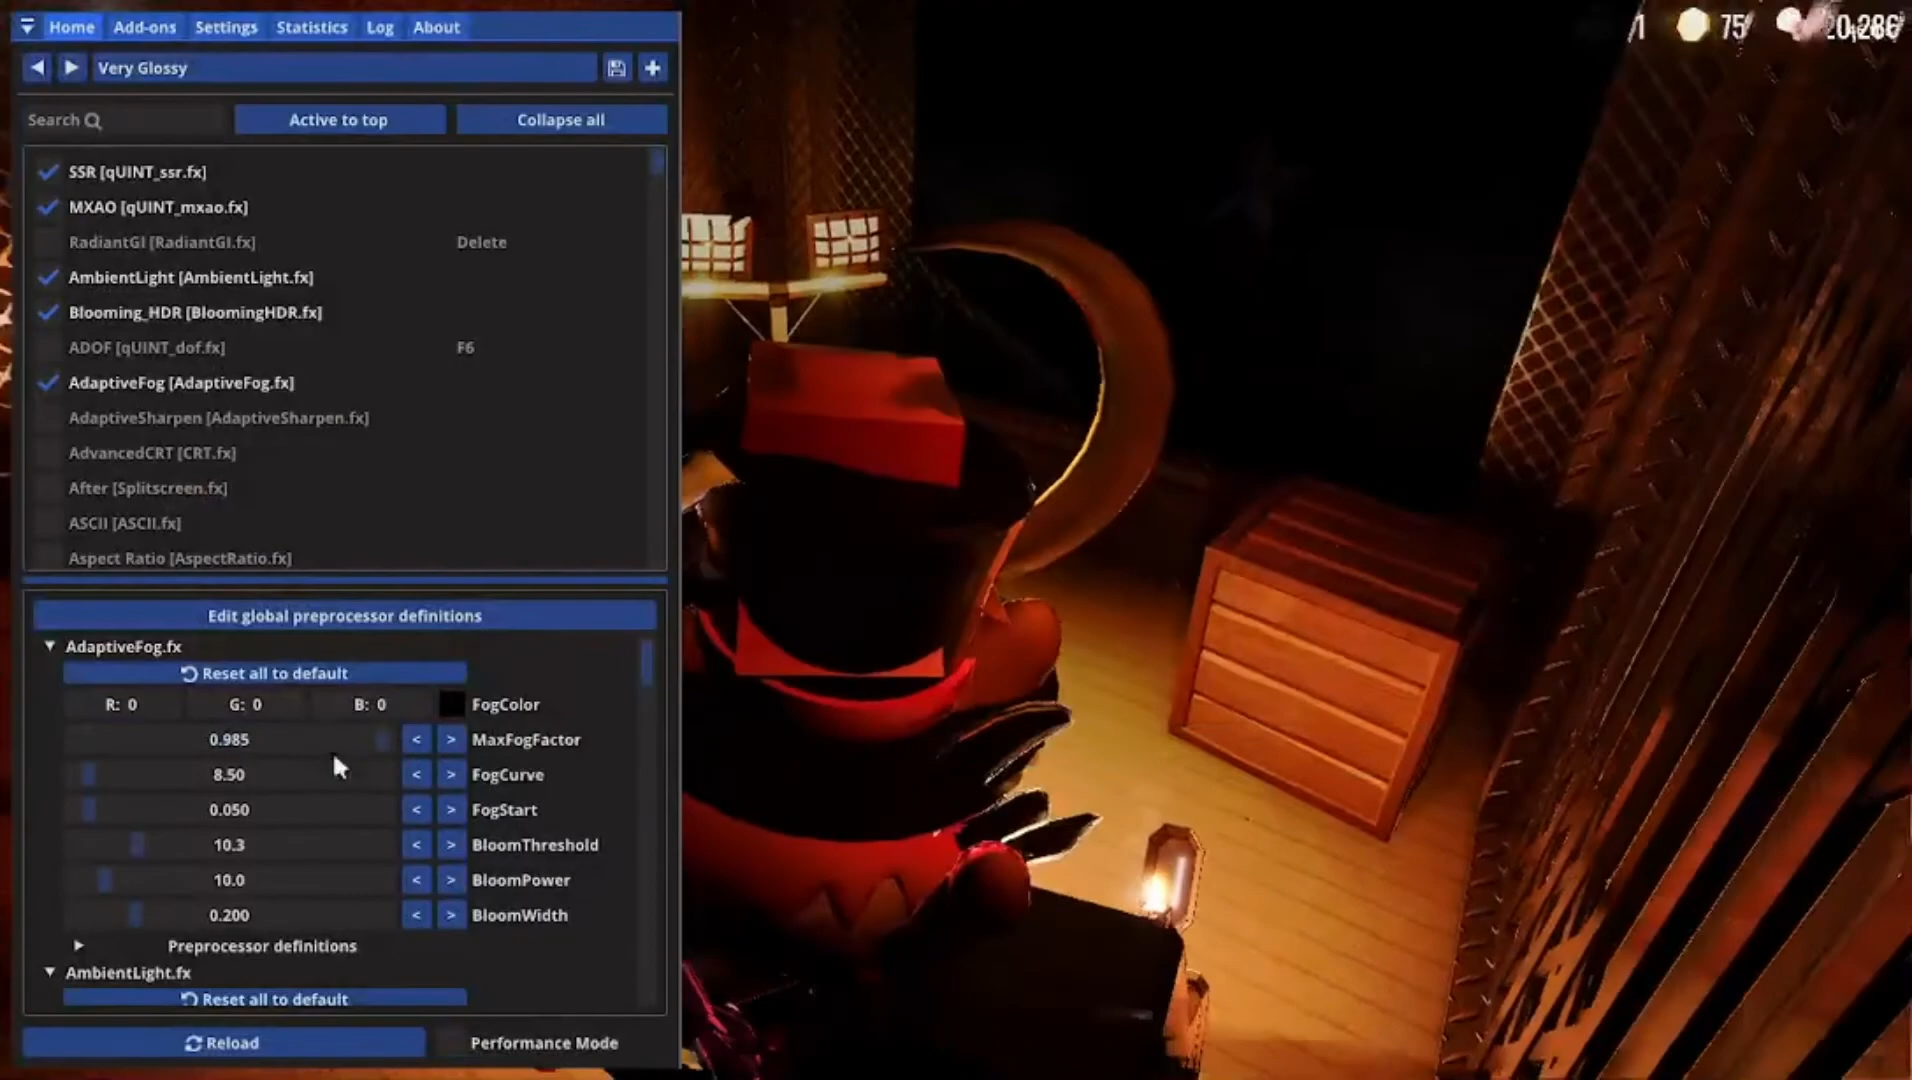 Home Add-ons Settings Statistics Log About
Very Glossy
Search Active to top Collapse all
SSR [qUINT_ssr.fx]
MXAO [qUINT_mxao.fx]
RadiantGI [RadiantGI.fx] Delete
AmbientLight [AmbientLight.fx]
Blooming_HDR [BloomingHDR.fx]
ADOF [qUINT_dof.fx] F6
AdaptiveFog [AdaptiveFog.fx]
AdaptiveSharpen [AdaptiveSharpen.fx]
AdvancedCRT [CRT.fx]
After [Splitscreen.fx]
ASCII [ASCII.fx]
Aspect Ratio [AspectRatio.fx]
Edit global preprocessor definitions
AdaptiveFog.fx
Reset all to default
R: 0 G: 0 B: 0 FogColor
0.985 < > MaxFogFactor
8.50 < > FogCurve
0.050 < > FogStart
10.3 < > BloomThreshold
10.0 < > BloomPower
0.200 < > BloomWidth
Preprocessor definitions
AmbientLight.fx
Reset all to default
Reload Performance Mode
/1 75